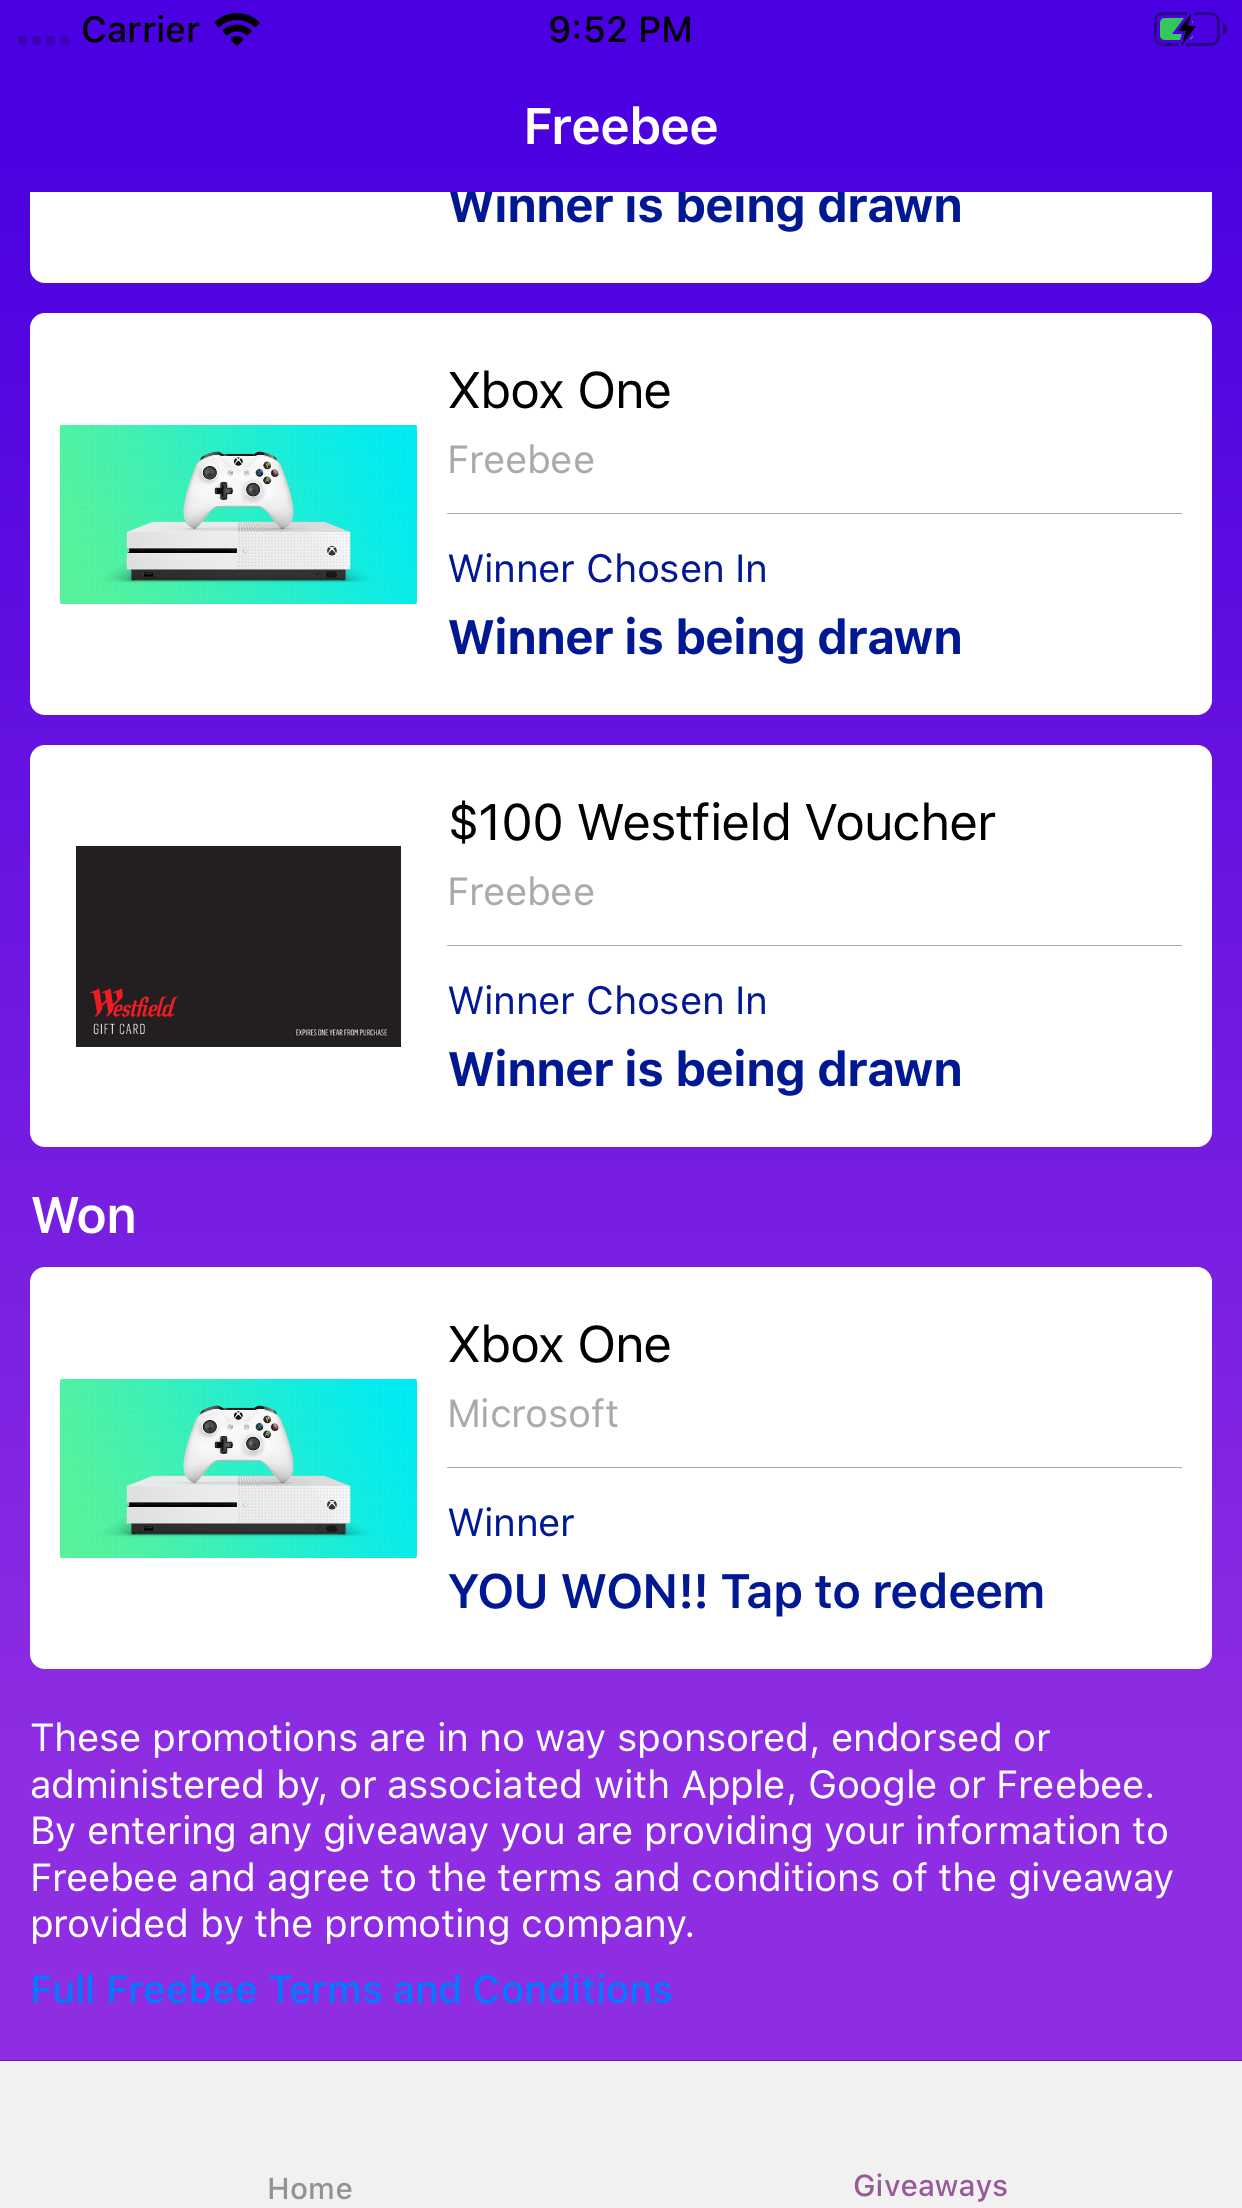 Carrier
9:52 PM
Freebee
Winner is being drawn
Xbox One
Freebee
Winner Chosen In
Winner is being drawn
$100 Westfield Voucher
Freebee
Westfield
GIFT CARD
EXPIRES ONE YEAR FROM PURCHASE
Winner Chosen In
Winner is being drawn
Won
Xbox One
Microsoft
Winner
YOU WON!! Tap to redeem
These promotions are in no way sponsored, endorsed or
administered by, or associated with Apple, Google or Freebee.
By entering any giveaway you are providing your information to
Freebee and agree to the terms and conditions of the giveaway
provided by the promoting company.
Full Freebee Terms and Conditions
Home
Giveaways